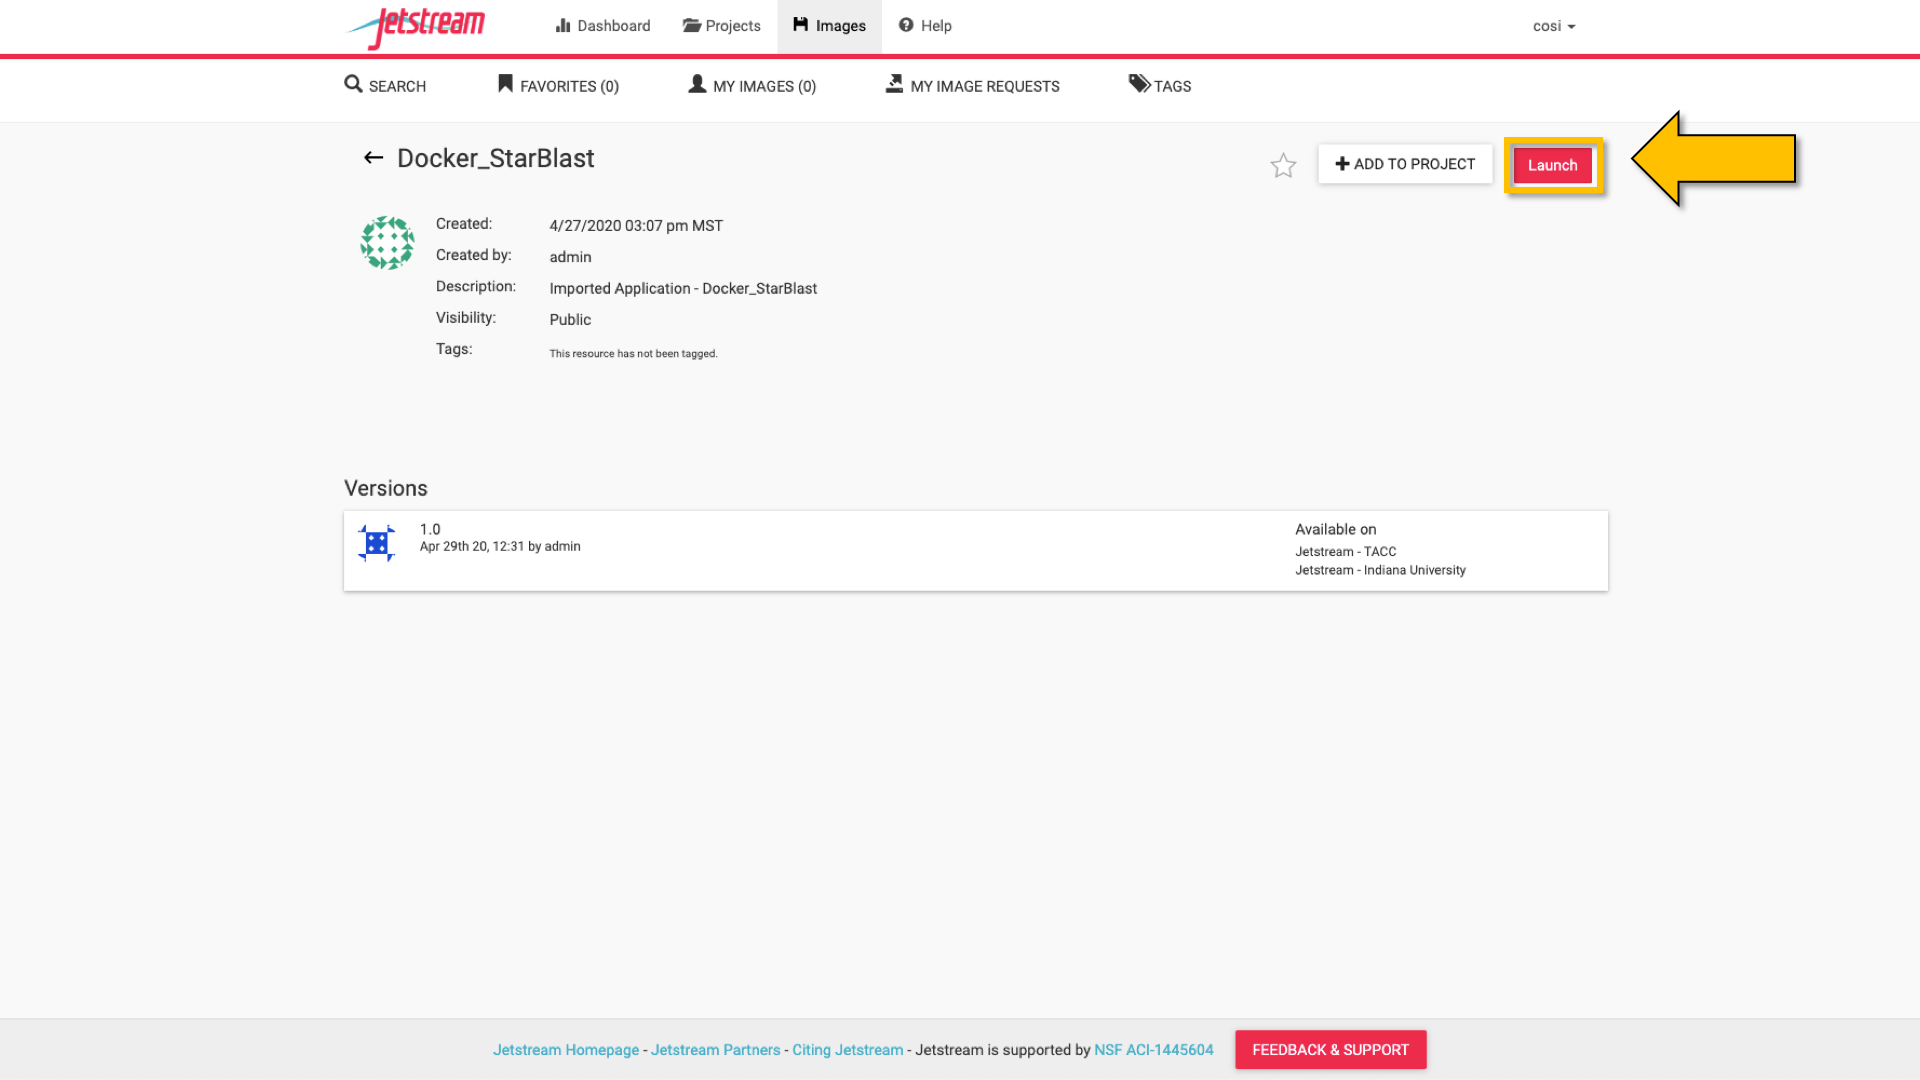 Jetstream
Dashboard
Projects
Images
Help
cosi
SEARCH
FAVORITES (0)
MY IMAGES (0)
MY IMAGE REQUESTS
TAGS
Docker_StarBlast
ADD TO PROJECT
Launch
Created: 4/27/2020 03:07 pm MST
Created by: admin
Description: Imported Application - Docker_StarBlast
Visibility: Public
Tags: This resource has not been tagged.
Versions
1.0
Apr 29th 20, 12:31 by admin
Available on
Jetstream - TACC
Jetstream - Indiana University
Jetstream Homepage - Jetstream Partners - Citing Jetstream - Jetstream is supported by NSF ACI-1445604
FEEDBACK & SUPPORT